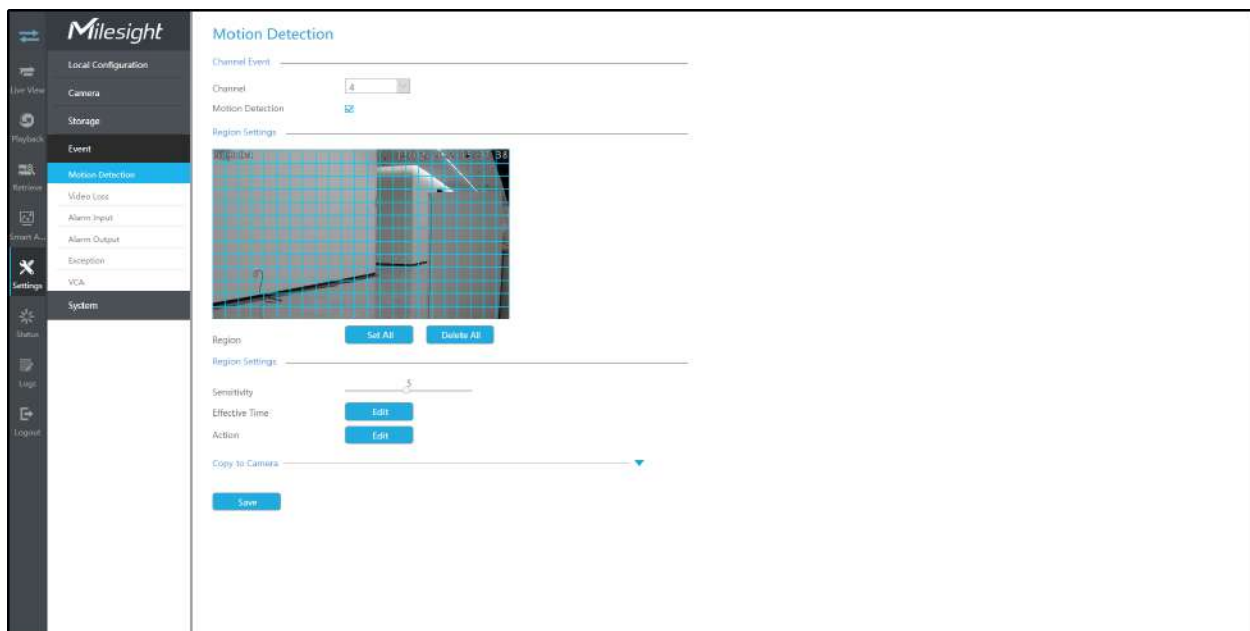 Milesight
Live View
Playback
Retrieve
Smart A...
Settings
Status
Logs
Logout
Local Configuration
Camera
Storage
Event
Motion Detection
Video Loss
Alarm Input
Alarm Output
Exception
VCA
System
Motion Detection
Channel Event
Channel
4
Motion Detection
Region Settings
Region
Set All
Delete All
Region Settings
Sensitivity
5
Effective Time
Edit
Action
Edit
Copy to Camera
Save